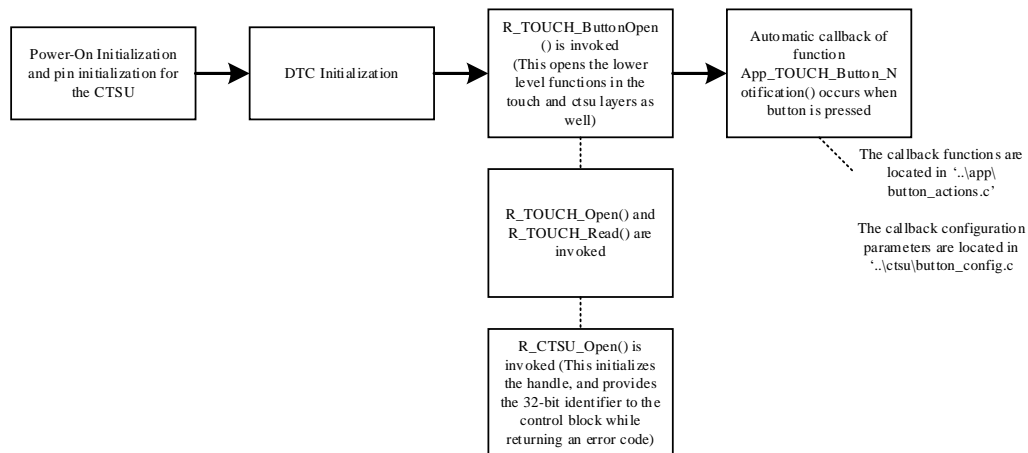 Power-On Initialization
and pin initialization for
the CTSU
DTC Initialization
R_TOUCH_ButtonOpen
() is invoked
(This opens the lower
level functions in the
touch and ctsu layers as
well)
Automatic callback of
function
App_TOUCH_Button_N
otification() occurs when
button is pressed
The callback functions are
located in ‘..\app\
button_actions.c’
The callback configuration
parameters are located in
‘..\ctsu\button_config.c
R_TOUCH_Open() and
R_TOUCH_Read() are
invoked
R_CTSU_Open() is
invoked (This initializes
the handle, and provides
the 32-bit identifier to the
control block while
returning an error code)